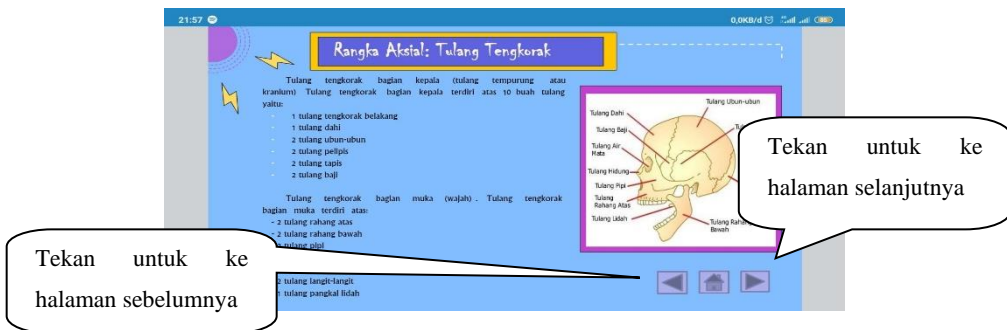 21:57
0,0KB/d
Rangka Aksial: Tulang Tengkorak
Tulang tengkorak bagian kepala (tulang tempurung atau
kranium) Tulang tengkorak bagian kepala terdiri atas 10 buah tulang
yaitu:
1 tulang tengkorak belakang
1 tulang dahi
2 tulang ubun-ubun
2 tulang pelipis
2 tulang tapis
2 tulang baji
Tulang tengkorak bagian muka (wajah). Tulang tengkorak
bagian muka terdiri atas:
- 2 tulang rahang atas
- 2 tulang rahang bawah
tulang pipi
2 tulang langit-langit
1 tulang pangkal lidah
Tulang Ubun-ubun
Tulang Dahi
Tulang Baji
Tulang Air
Mata
Tulang Hidung
Tulang Pipi
Tulang
Rahang Atas
Tulang Lidah
Tulang
Bawah
Tekan untuk ke
halaman selanjutnya
Tekan untuk ke
halaman sebelumnya